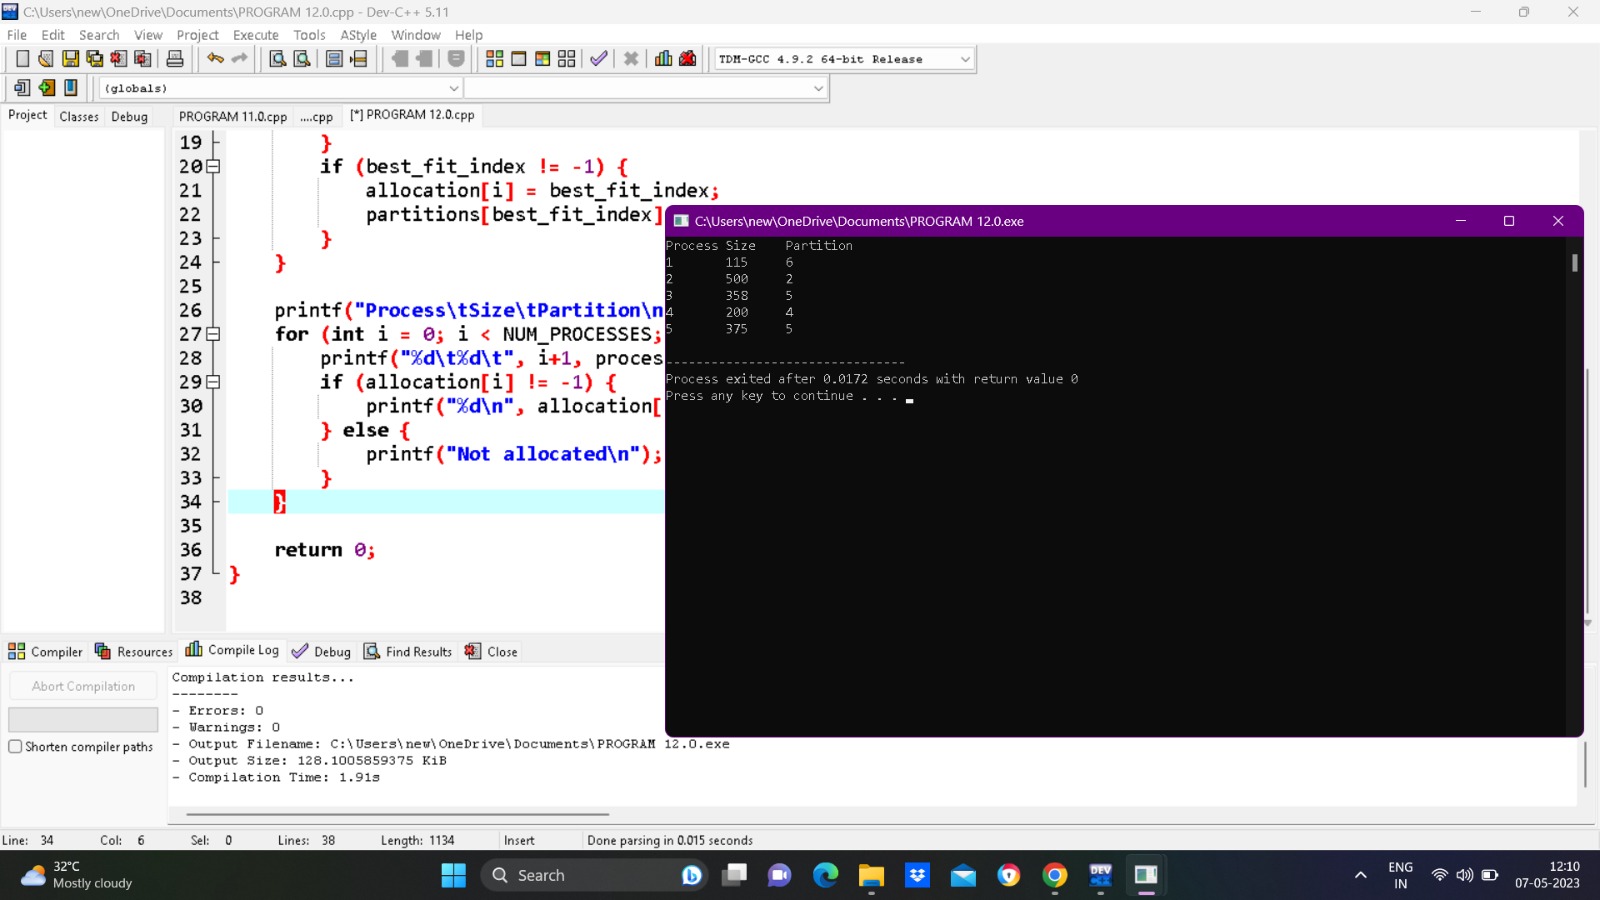 C:\Users\new\OneDrive\Documents\PROGRAM 12.0.cpp - Dev-C++ 5.11
File Edit Search View Project Execute Tools AStyle Window Help
TDM-GCC 4.9.2 64-bit Release
(globals)
Project Classes Debug
PROGRAM 11.0.cpp ....cpp [*] PROGRAM 12.0.cpp
19 }
20 if (best_fit_index != -1) {
21 allocation[i] = best_fit_index;
22 partitions[best_fit_index]
23 }
24 }
25
26 printf("Process\tSize\tPartition\n
27 for (int i = 0; i < NUM_PROCESSES;
28 printf("%d\t%d\t", i+1, proces
29 if (allocation[i] != -1) {
30 printf("%d\n", allocation[
31 } else {
32 printf("Not allocated\n");
33 }
34 }
35
36 return 0;
37 }
38
C:\Users\new\OneDrive\Documents\PROGRAM 12.0.exe
Process Size Partition
1 115 6
2 500 2
3 358 5
4 200 4
5 375 5
--------------------------------
Process exited after 0.0172 seconds with return value 0
Press any key to continue . . .
Compiler Resources Compile Log Debug Find Results Close
Abort Compilation
Shorten compiler paths
Compilation results...
--------
- Errors: 0
- Warnings: 0
- Output Filename: C:\Users\new\OneDrive\Documents\PROGRAM 12.0.exe
- Output Size: 128.1005859375 KiB
- Compilation Time: 1.91s
Line: 34 Col: 6 Sel: 0 Lines: 38 Length: 1134 Insert Done parsing in 0.015 seconds
32°C
Mostly cloudy
Search
DEV
ENG
IN
12:10
07-05-2023